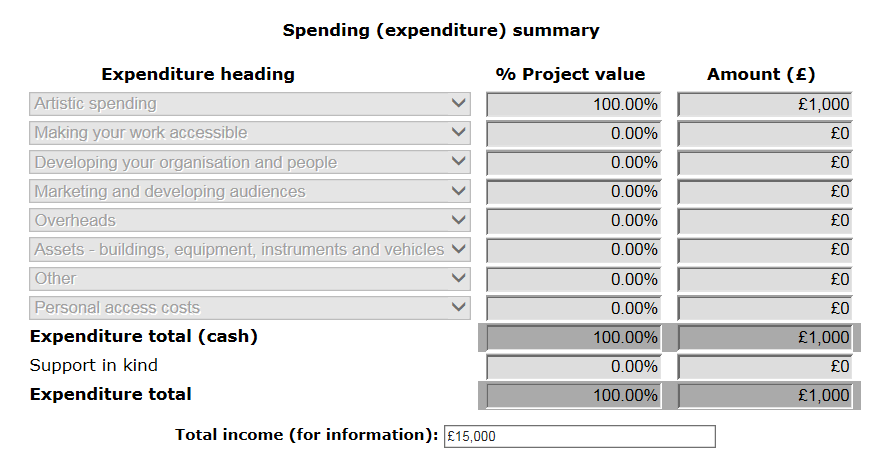 Spending (expenditure) summary
Expenditure heading % Project value Amount (£)
Artistic spending 100.00% £1,000
Making your work accessible 0.00% £0
Developing your organisation and people 0.00% £0
Marketing and developing audiences 0.00% £0
Overheads 0.00% £0
Assets - buildings, equipment, instruments and vehicles 0.00% £0
Other 0.00% £0
Personal access costs 0.00% £0
Expenditure total (cash) 100.00% £1,000
Support in kind 0.00% £0
Expenditure total 100.00% £1,000
Total income (for information): £15,000